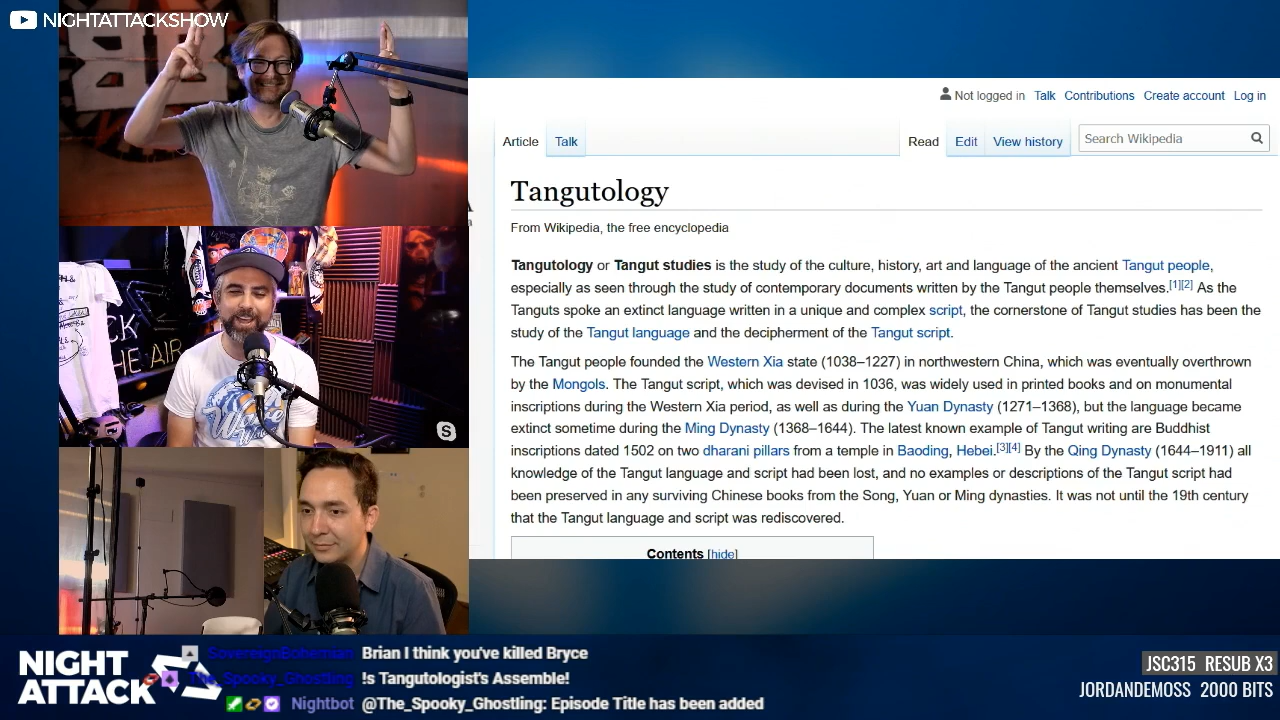 NIGHTATTACKSHOW
Not logged in Talk Contributions Create account Log in
Article Talk Read Edit View history Search Wikipedia
Tangutology
From Wikipedia, the free encyclopedia
Tangutology or Tangut studies is the study of the culture, history, art and language of the ancient Tangut people,
especially as seen through the study of contemporary documents written by the Tangut people themselves.[1][2] As the
Tanguts spoke an extinct language written in a unique and complex script, the cornerstone of Tangut studies has been the
study of the Tangut language and the decipherment of the Tangut script.
The Tangut people founded the Western Xia state (1038–1227) in northwestern China, which was eventually overthrown
by the Mongols. The Tangut script, which was devised in 1036, was widely used in printed books and on monumental
inscriptions during the Western Xia period, as well as during the Yuan Dynasty (1271–1368), but the language became
extinct sometime during the Ming Dynasty (1368–1644). The latest known example of Tangut writing are Buddhist
inscriptions dated 1502 on two dharani pillars from a temple in Baoding, Hebei.[3][4] By the Qing Dynasty (1644–1911) all
knowledge of the Tangut language and script had been lost, and no examples or descriptions of the Tangut script had
been preserved in any surviving Chinese books from the Song, Yuan or Ming dynasties. It was not until the 19th century
that the Tangut language and script was rediscovered.
Contents [hide]
THE AIR
NIGHT
ATTACK
SovereignBohemian Brian I think you've killed Bryce
The_Spooky_Ghostling !s Tangutologist's Assemble!
Nightbot @The_Spooky_Ghostling: Episode Title has been added
JSC315 RESUB X3
JORDANDEMOSS 2000 BITS